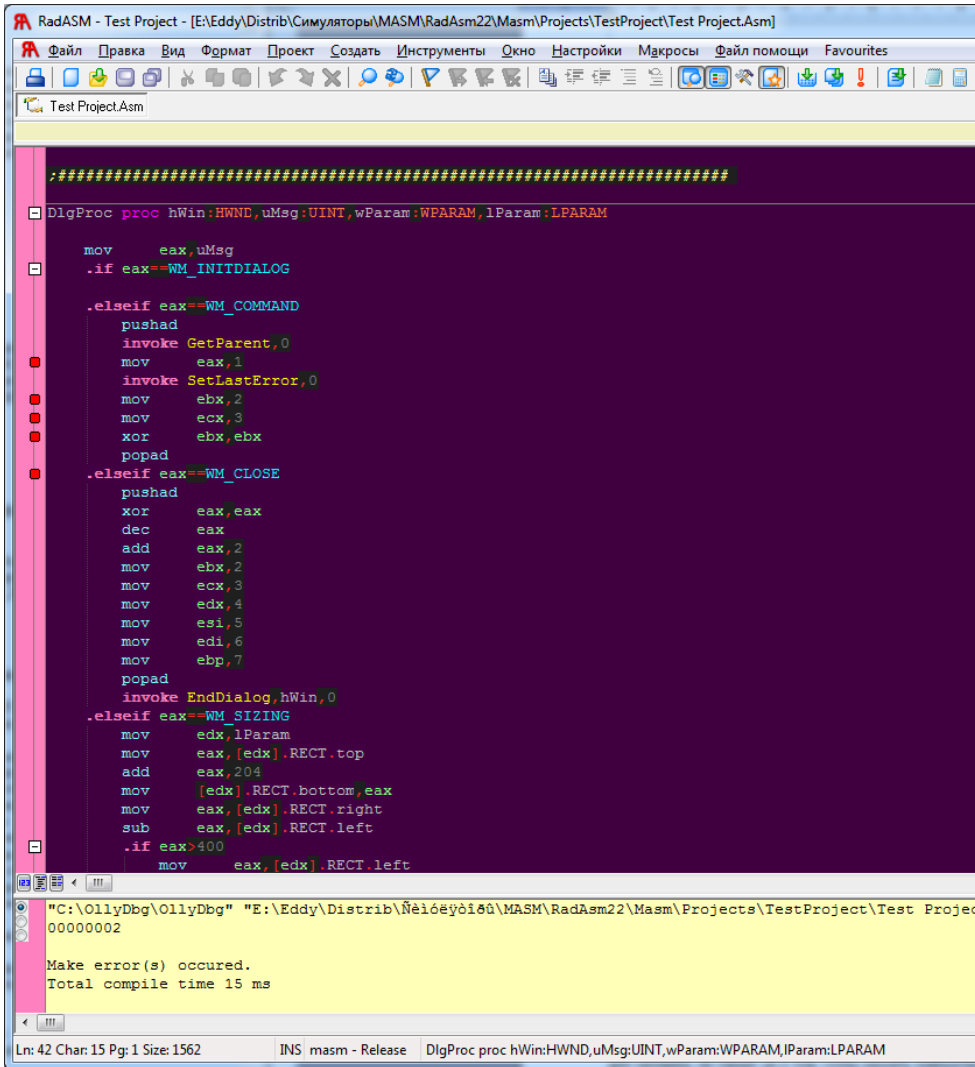 RadASM - Test Project - [E:\Eddy\Distrib\Симуляторы\MASM\RadAsm22\Masm\Projects\TestProject\Test Project.Asm]
Файл Правка Вид Формат Проект Создать Инструменты Окно Настройки Макросы Файл помощи Favourites
Test Project.Asm
;########################################################################
DlgProc proc hWin:HWND,uMsg:UINT,wParam:WPARAM,lParam:LPARAM
mov eax,uMsg
.if eax==WM_INITDIALOG
.elseif eax==WM_COMMAND
pushad
invoke GetParent,0
mov eax,1
invoke SetLastError,0
mov ebx,2
mov ecx,3
xor ebx,ebx
popad
.elseif eax==WM_CLOSE
pushad
xor eax,eax
dec eax
add eax,2
mov ebx,2
mov ecx,3
mov edx,4
mov esi,5
mov edi,6
mov ebp,7
popad
invoke EndDialog,hWin,0
.elseif eax==WM_SIZING
mov edx,lParam
mov eax,[edx].RECT.top
add eax,204
mov [edx].RECT.bottom,eax
mov eax,[edx].RECT.right
sub eax,[edx].RECT.left
.if eax>400
mov eax,[edx].RECT.left
"C:\OllyDbg\OllyDbg" "E:\Eddy\Distrib\Ñèìóëÿòîðû\MASM\RadAsm22\Masm\Projects\TestProject\Test Projec
00000002
Make error(s) occured.
Total compile time 15 ms
Ln: 42 Char: 15 Pg: 1 Size: 1562 INS masm - Release DlgProc proc hWin:HWND,uMsg:UINT,wParam:WPARAM,lParam:LPARAM